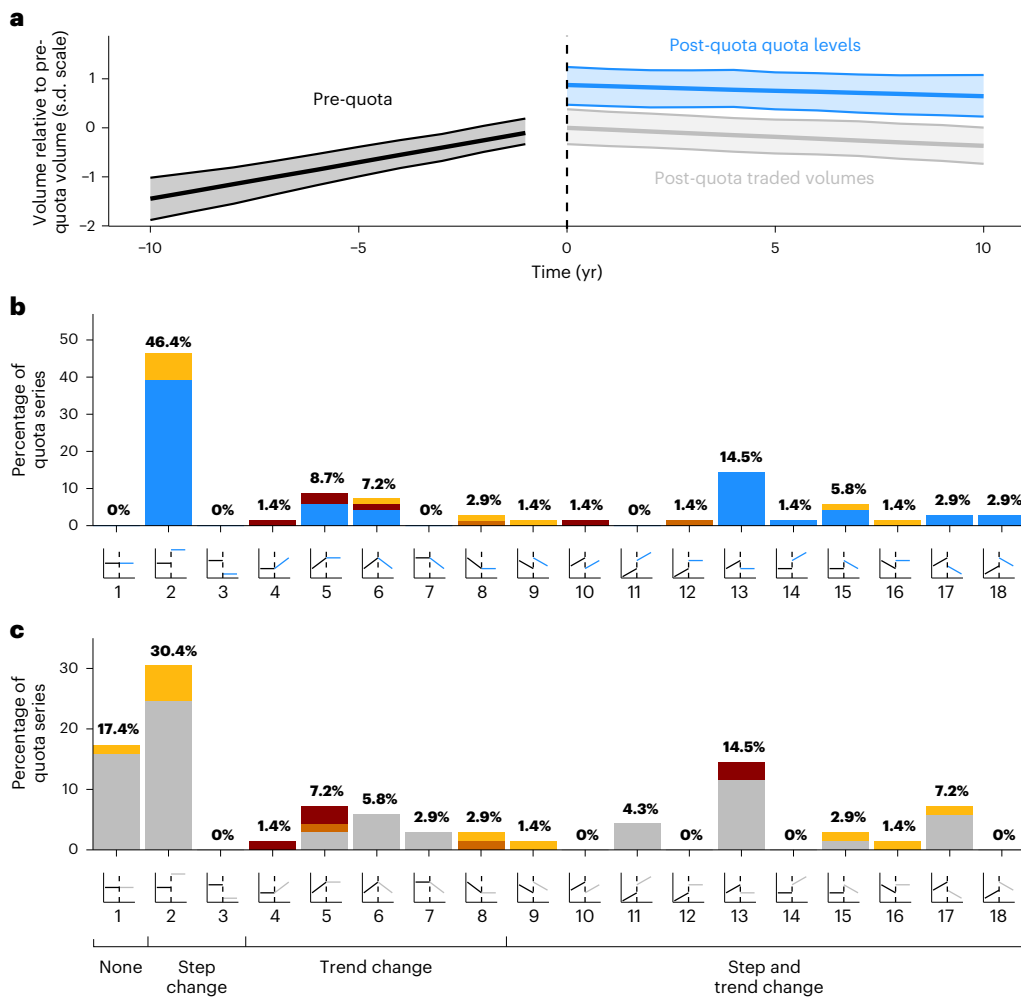 a
Volume relative to pre-
quota volume (s.d. scale)
1
0
−1
−2
Pre-quota
Post-quota quota levels
Post-quota traded volumes
−10
−5
0
5
10
Time (yr)
b
Percentage of
quota series
50
40
30
20
10
0
0%
46.4%
0%
1.4%
8.7%
7.2%
0%
2.9%
1.4%
1.4%
0%
1.4%
14.5%
1.4%
5.8%
1.4%
2.9%
2.9%
1 2 3 4 5 6 7 8 9 10 11 12 13 14 15 16 17 18
c
Percentage of
quota series
30
20
10
0
17.4%
30.4%
0%
1.4%
7.2%
5.8%
2.9%
2.9%
1.4%
0%
4.3%
0%
14.5%
0%
2.9%
1.4%
7.2%
0%
1 2 3 4 5 6 7 8 9 10 11 12 13 14 15 16 17 18
None
Step
change
Trend change
Step and
trend change